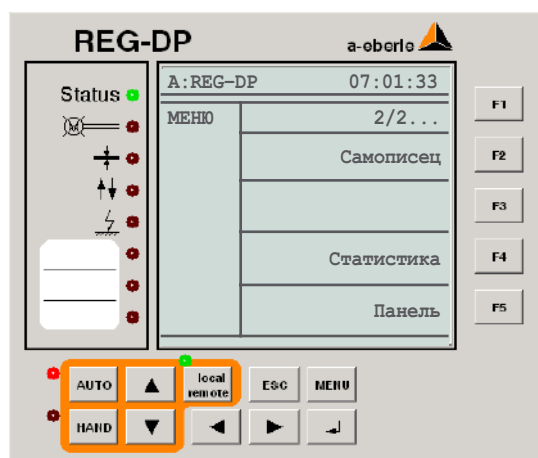 REG-DP
a-eberle
Status
A:REG-DP 07:01:33
МЕНЮ 2/2...
Самописец
Статистика
Панель
F1
F2
F3
F4
F5
AUTO
local
remote
ESC
MENU
HAND